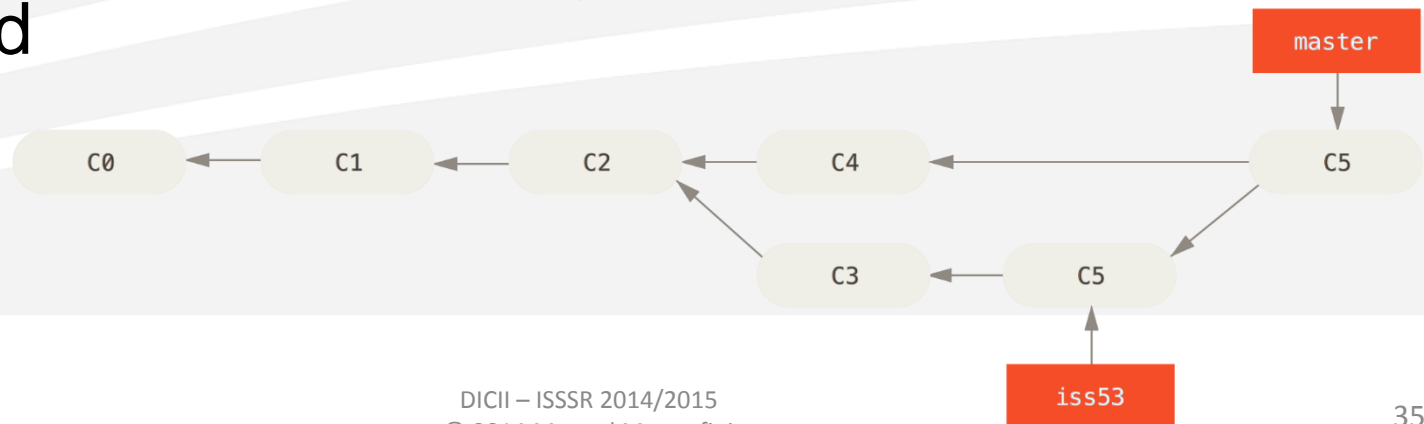 d
master
C0 C1 C2 C4 C5
C3 C5
DICII – ISSSR 2014/2015
iss53
35